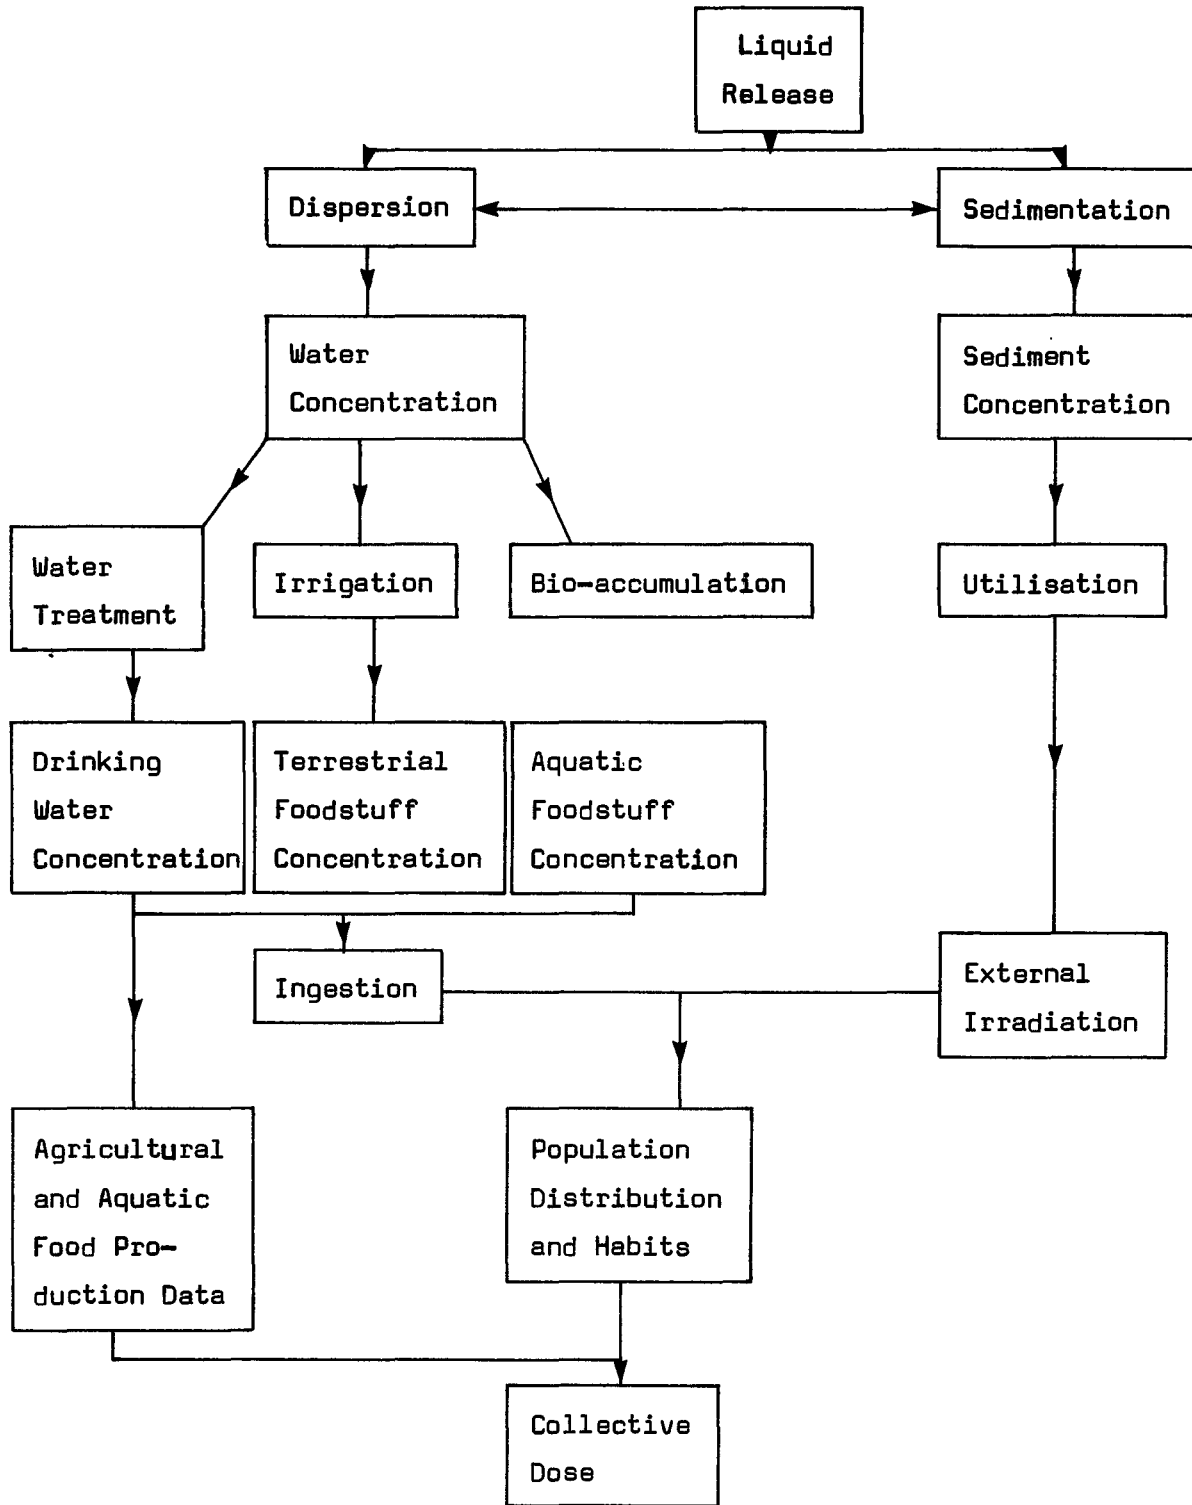 Liquid
Release
Dispersion
Sedimentation
Water
Concentration
Sediment
Concentration
Water
Treatment
Irrigation
Bio-accumulation
Utilisation
Drinking
Water
Concentration
Terrestrial
Foodstuff
Concentration
Aquatic
Foodstuff
Concentration
Ingestion
External
Irradiation
Agricultural
and Aquatic
Food Pro-
duction Data
Population
Distribution
and Habits
Collective
Dose